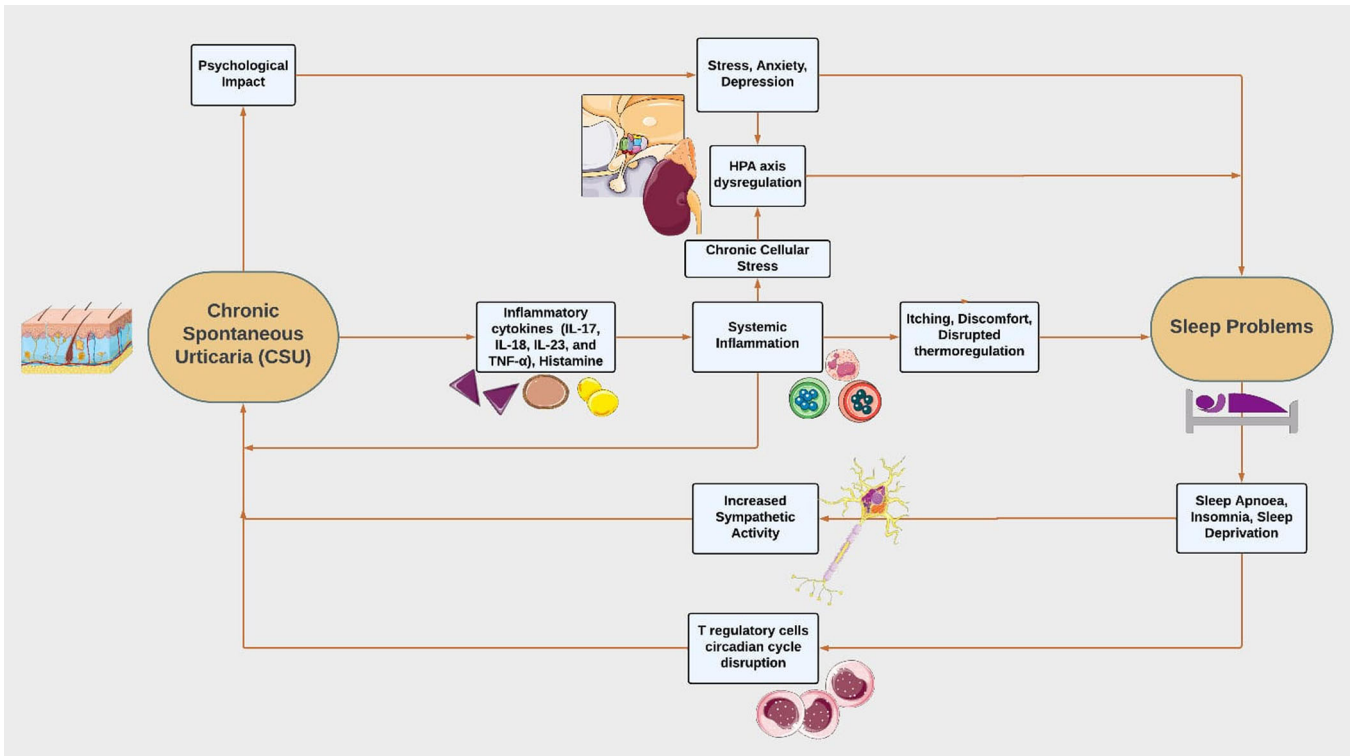 Psychological
Impact
Stress, Anxiety,
Depression
HPA axis
dysregulation
Chronic Cellular
Stress
Chronic
Spontaneous
Urticaria (CSU)
Inflammatory
cytokines (IL-17,
IL-18, IL-23, and
TNF-α), Histamine
Systemic
Inflammation
Itching, Discomfort,
Disrupted
thermoregulation
Sleep Problems
Increased
Sympathetic
Activity
Sleep Apnoea,
Insomnia, Sleep
Deprivation
T regulatory cells
circadian cycle
disruption